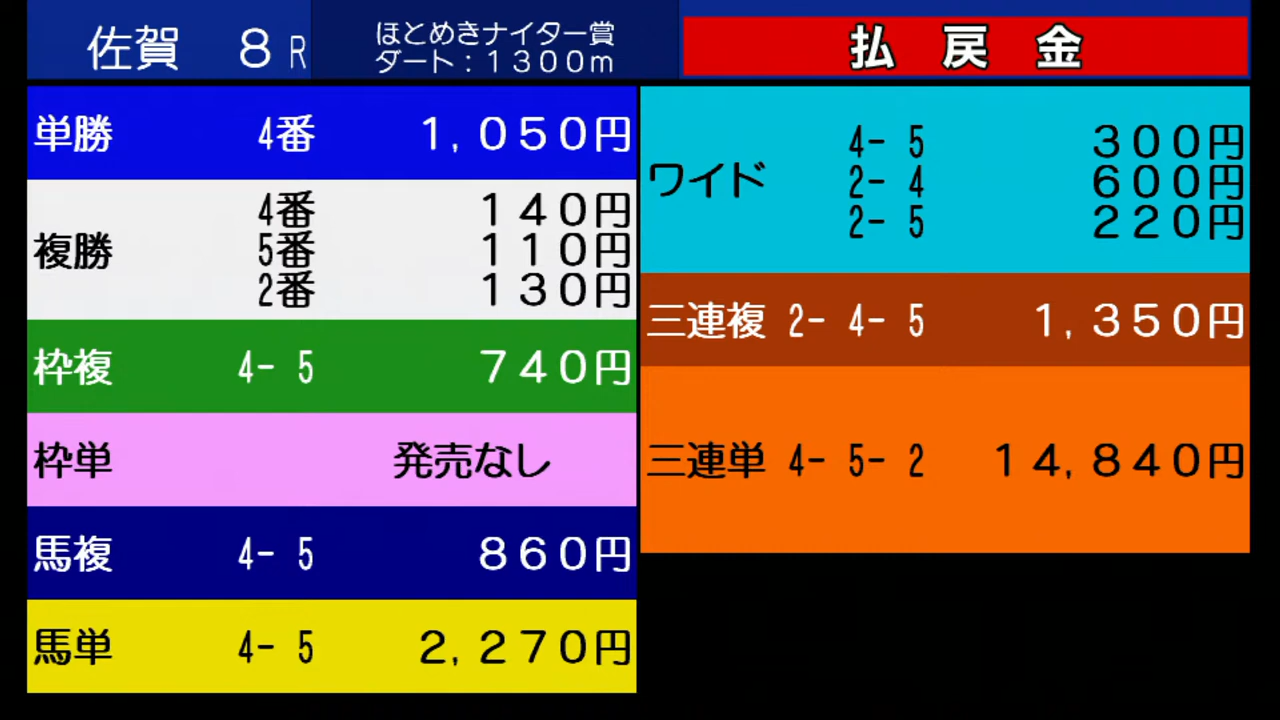 佐賀 8R
ほとめきナイター賞
ダート:1300m
払戻金
単勝 4番 1,050円
複勝
4番 140円
5番 110円
2番 130円
枠複 4- 5 740円
枠単 発売なし
馬複 4- 5 860円
馬単 4- 5 2,270円
ワイド
4- 5 300円
2- 4 600円
2- 5 220円
三連複 2- 4- 5 1,350円
三連単 4- 5- 2 14,840円